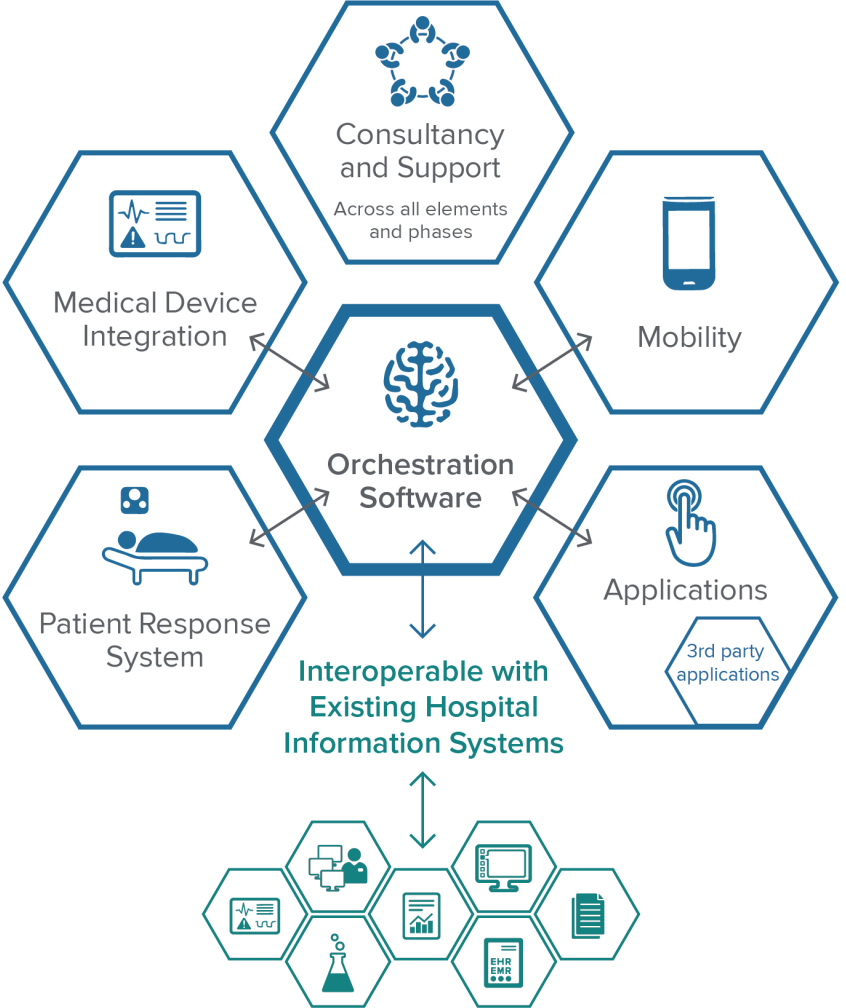 Consultancy
and Support
Across all elements
and phases
Medical Device
Integration
Mobility
Orchestration
Software
Patient Response
System
Applications
3rd party
applications
Interoperable with
Existing Hospital
Information Systems
EHR
EMR